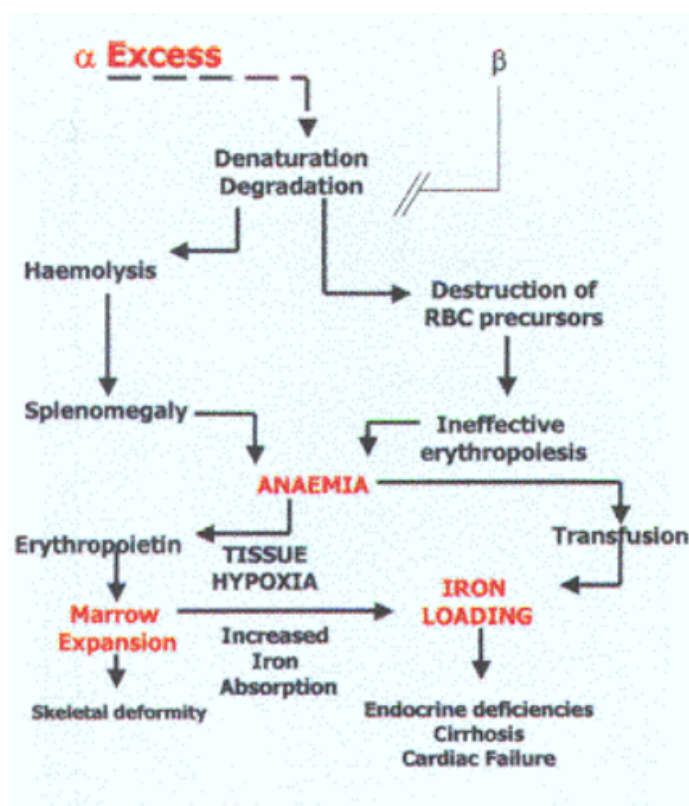 α Excess
β
Denaturation
Degradation
Haemolysis
Destruction of
RBC precursors
Splenomegaly
Ineffective
erythropoiesis
ANAEMIA
Erythropoietin
TISSUE
HYPOXIA
Transfusion
Marrow
Expansion
IRON
LOADING
Increased
Iron
Absorption
Skeletal deformity
Endocrine deficiencies
Cirrhosis
Cardiac Failure